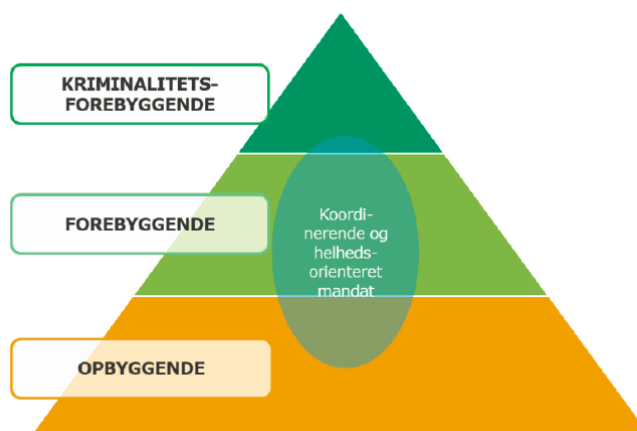 KRIMINALITETS-
FOREBYGGENDE
FOREBYGGENDE
Koordi-
nerende og
helheds-
orienteret
mandat
OPBYGGENDE